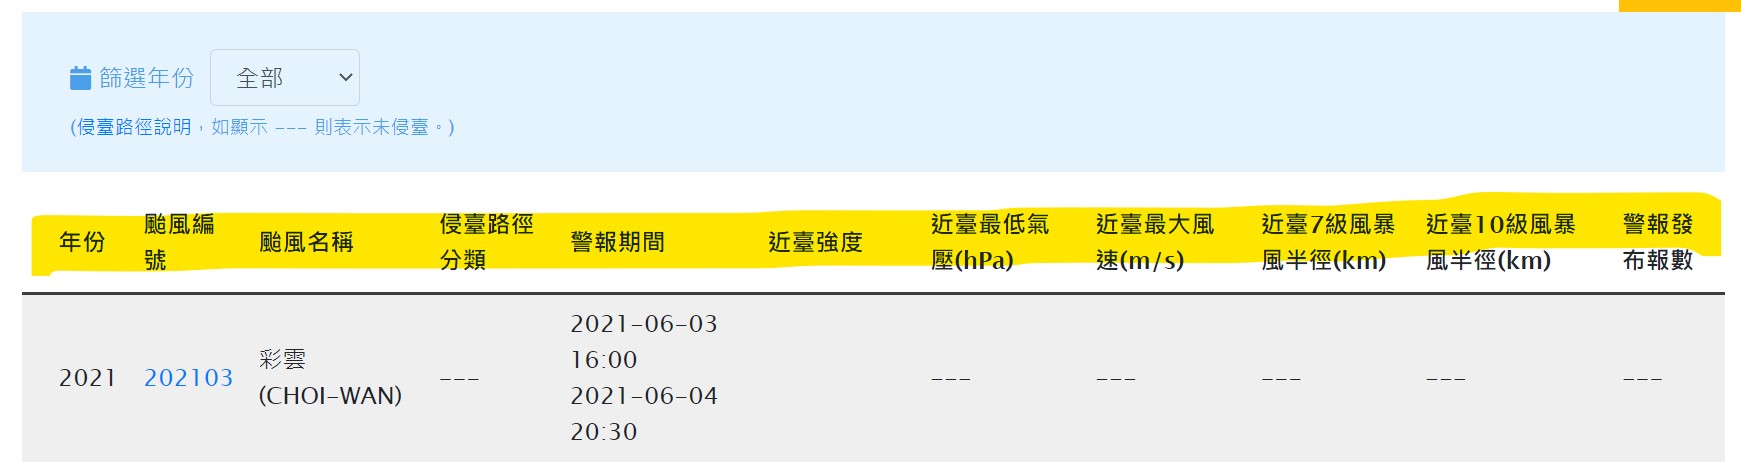 篩選年份 全部
(侵臺路徑說明，如顯示 --- 則表示未侵臺。)
年份 颱風編號 颱風名稱 侵臺路徑分類 警報期間 近臺強度 近臺最低氣壓(hPa) 近臺最大風速(m/s) 近臺7級風暴風半徑(km) 近臺10級風暴風半徑(km) 警報發布報數
2021 202103 彩雲 (CHOI-WAN) --- 2021-06-03 16:00 2021-06-04 20:30 --- --- --- --- ---